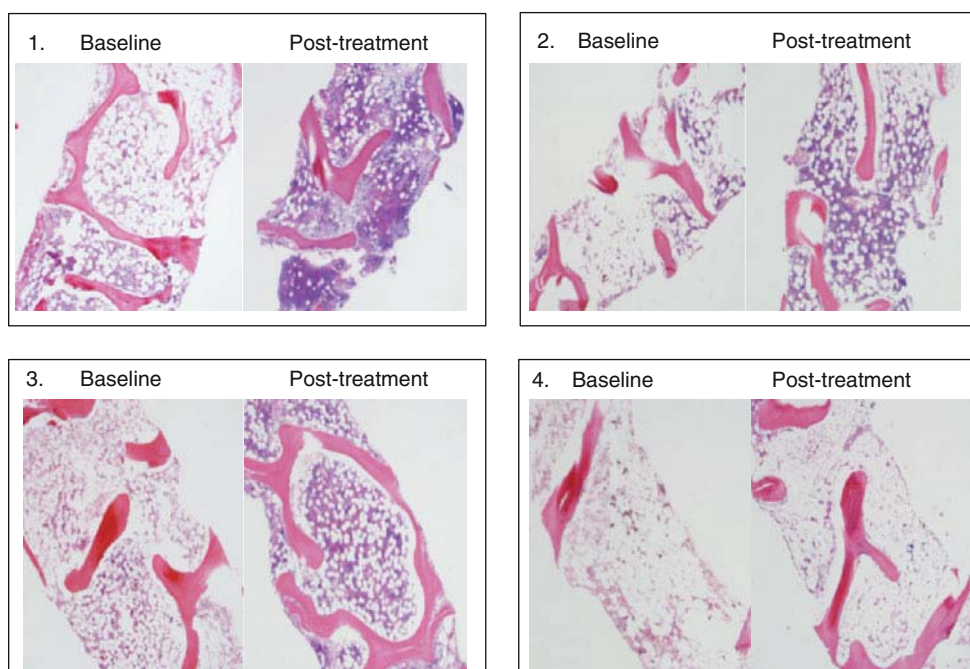 1. Baseline Post-treatment
2. Baseline Post-treatment
3. Baseline Post-treatment
4. Baseline Post-treatment